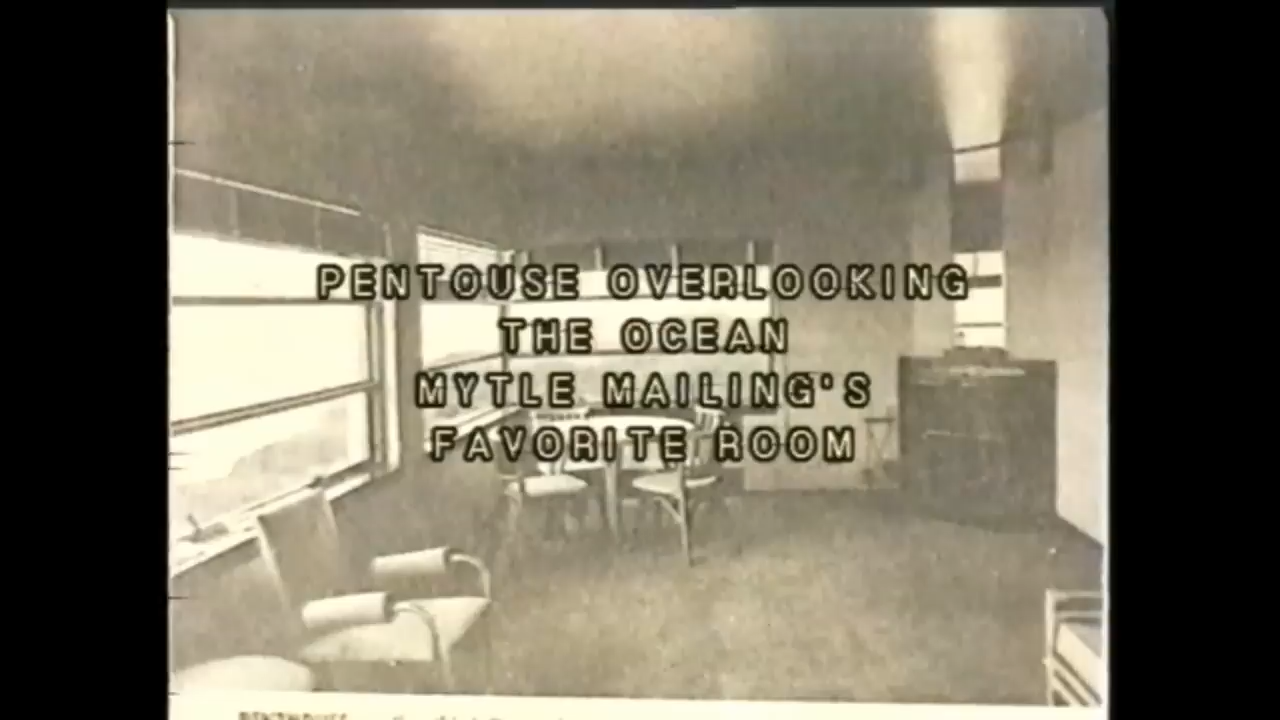 PENTOUSE OVERLOOKING
THE OCEAN
MYTLE MAILING'S
FAVORITE ROOM